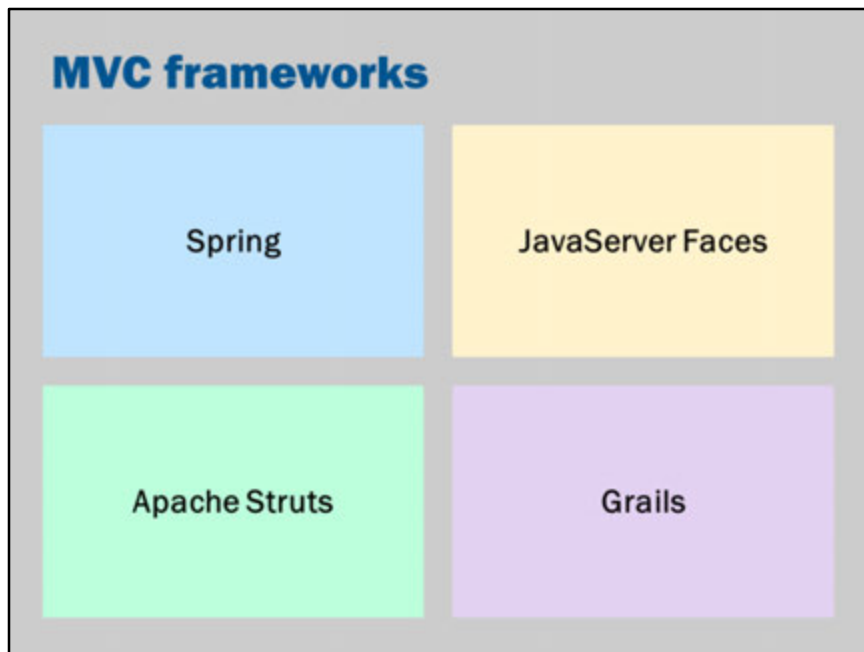 MVC frameworks
Spring
JavaServer Faces
Apache Struts
Grails